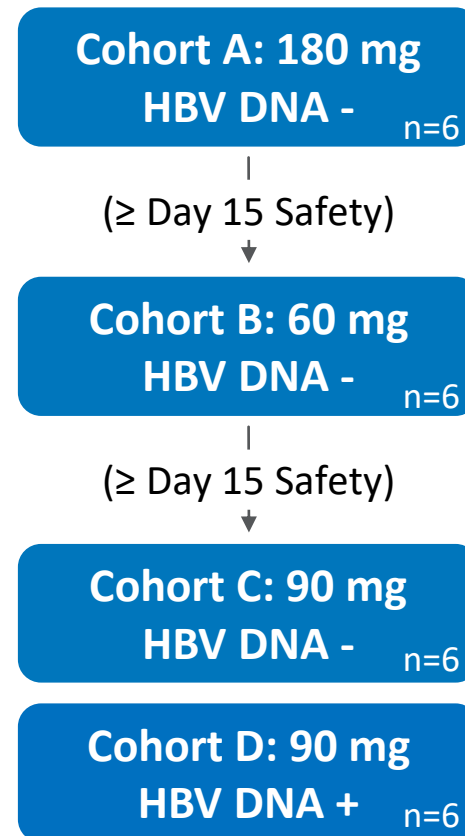 Cohort A: 180 mg
HBV DNA -
n=6
(≥ Day 15 Safety)
Cohort B: 60 mg
HBV DNA -
n=6
(≥ Day 15 Safety)
Cohort C: 90 mg
HBV DNA -
n=6
Cohort D: 90 mg
HBV DNA +
n=6